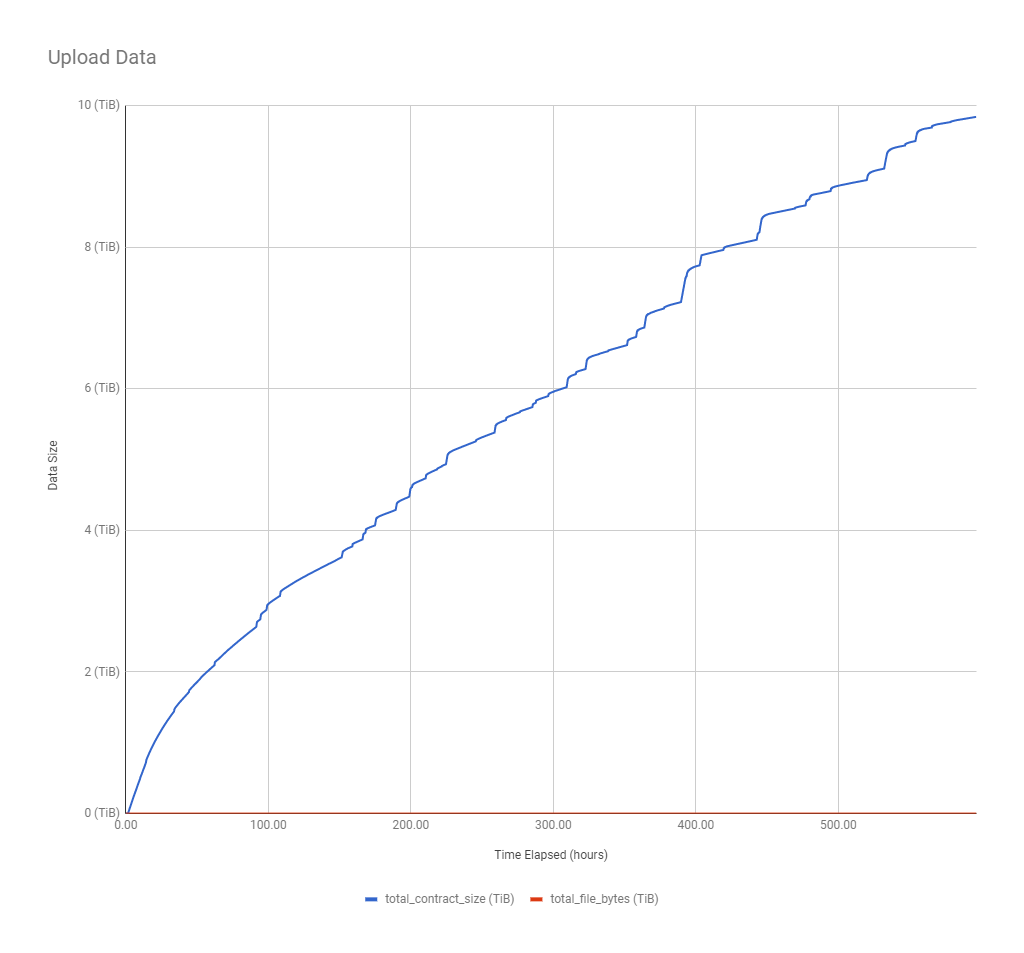 Upload Data
10 (TiB)
8 (TiB)
6 (TiB)
4 (TiB)
2 (TiB)
0 (TiB)
Data Size
0.00 100.00 200.00 300.00 400.00 500.00
Time Elapsed (hours)
total_contract_size (TiB) total_file_bytes (TiB)